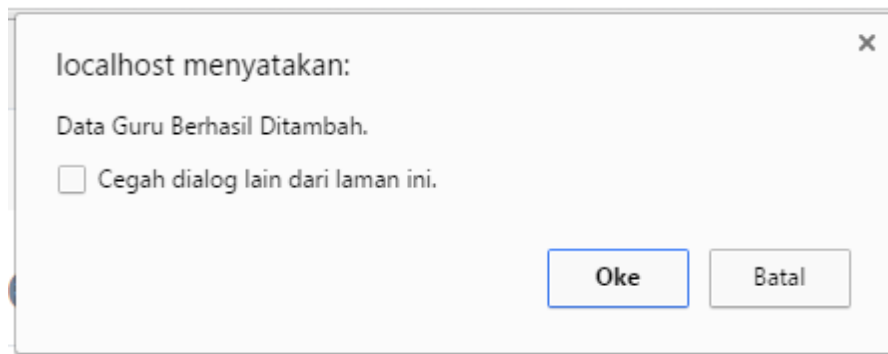 localhost menyatakan:
Data Guru Berhasil Ditambah.
Cegah dialog lain dari laman ini.
Oke Batal